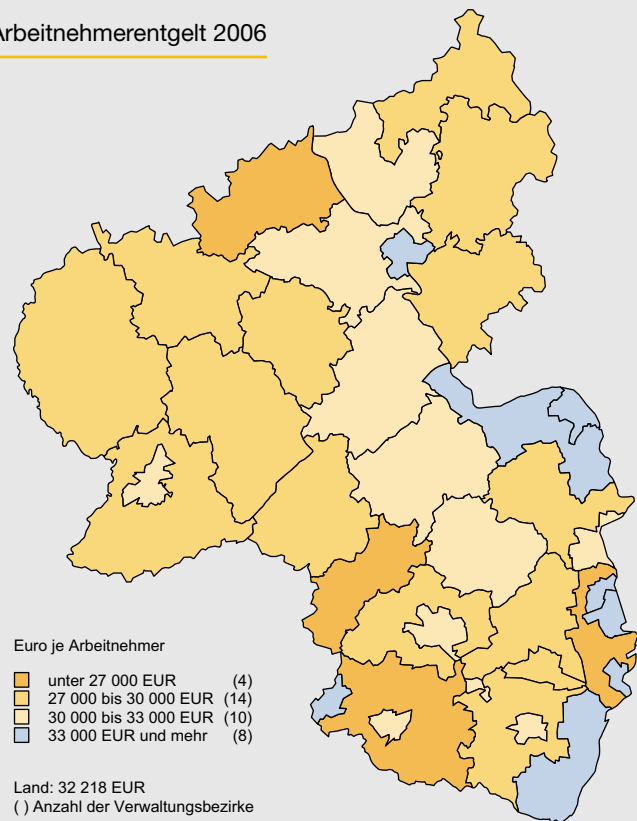 Arbeitnehmerentgelt 2006
Euro je Arbeitnehmer
unter 27 000 EUR (4)
27 000 bis 30 000 EUR (14)
30 000 bis 33 000 EUR (10)
33 000 EUR und mehr (8)
Land: 32 218 EUR
( ) Anzahl der Verwaltungsbezirke